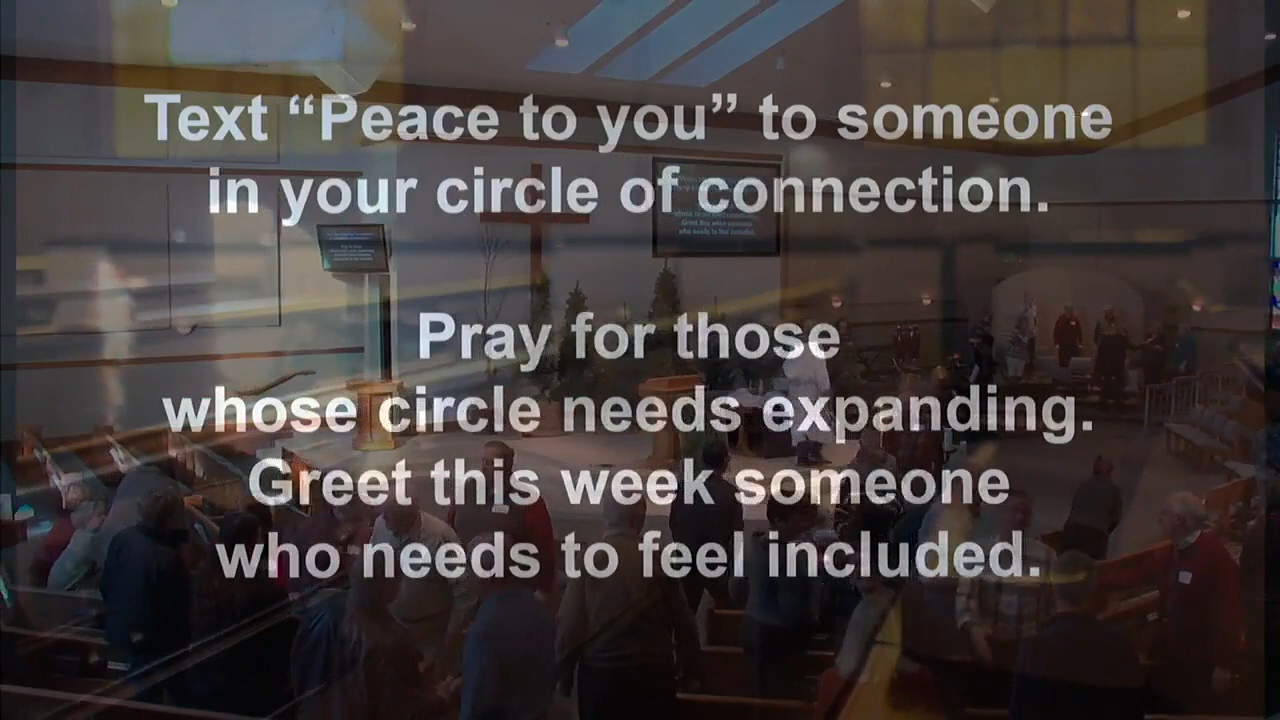 Text “Peace to you” to someone
in your circle of connection.
Pray for those
whose circle needs expanding.
Greet this week someone
who needs to feel included.